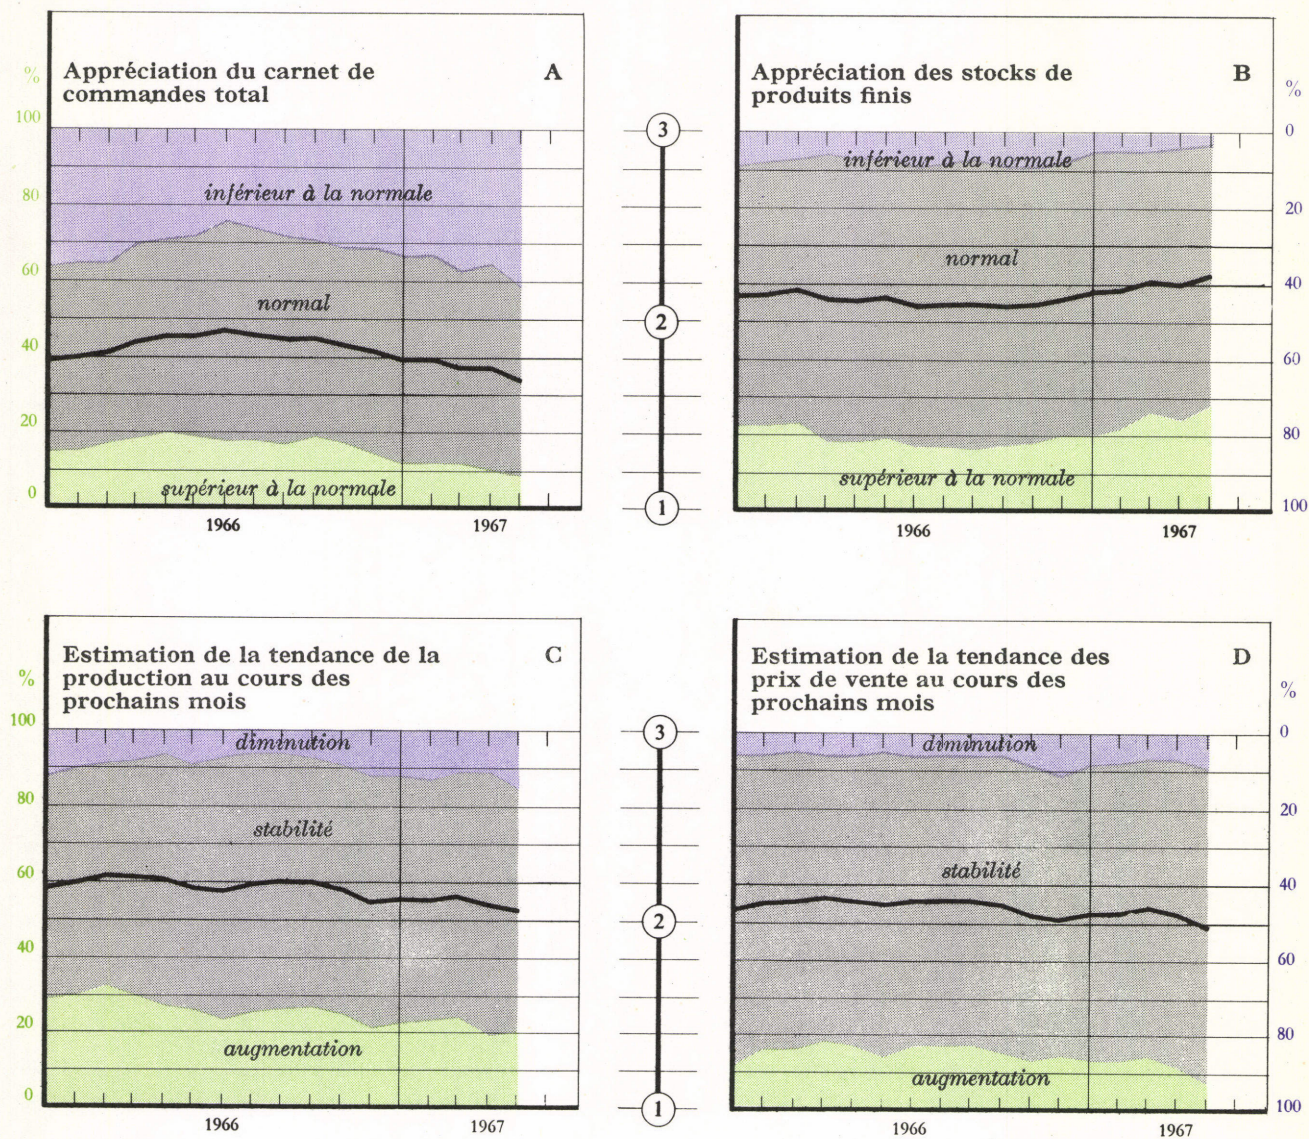 Appréciation du carnet de
commandes total
A
%
100
80
60
40
20
0
inférieur à la normale
normal
supérieur à la normale
1966
1967
3
2
1
Appréciation des stocks de
produits finis
B
%
0
20
40
60
80
100
inférieur à la normale
normal
supérieur à la normale
1966
1967
Estimation de la tendance de la
production au cours des
prochains mois
C
%
100
80
60
40
20
0
diminution
stabilité
augmentation
1966
1967
3
2
1
Estimation de la tendance des
prix de vente au cours des
prochains mois
D
%
0
20
40
60
80
100
diminution
stabilité
augmentation
1966
1967